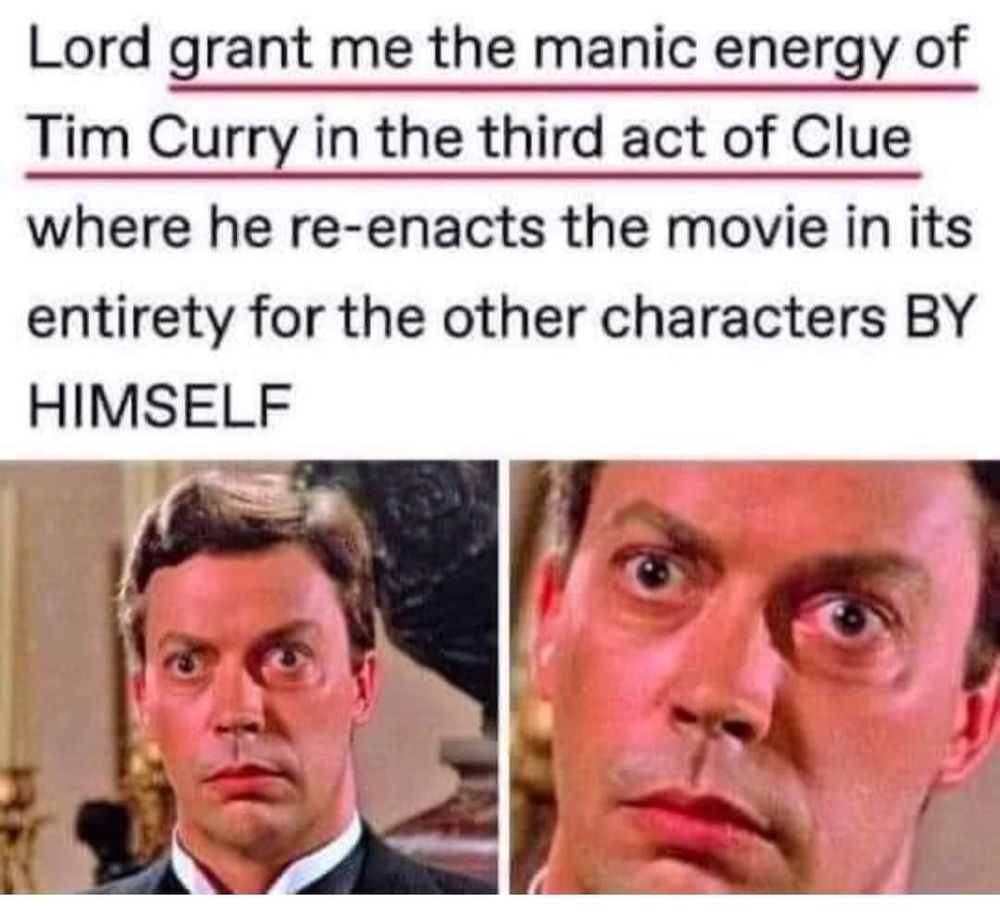 Lord grant me the manic energy of
Tim Curry in the third act of Clue
where he re-enacts the movie in its
entirety for the other characters BY
HIMSELF